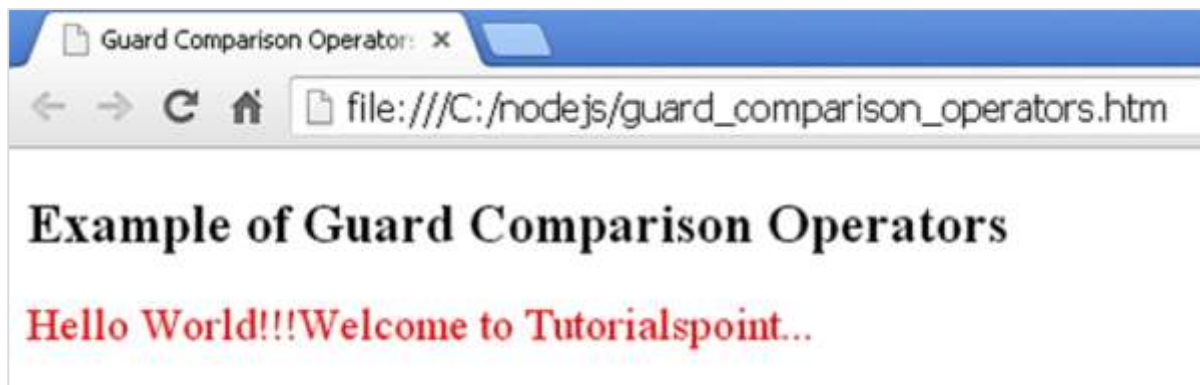 Guard Comparison Operator
file:///C:/nodejs/guard_comparison_operators.htm
Example of Guard Comparison Operators
Hello World!!!Welcome to Tutorialspoint...